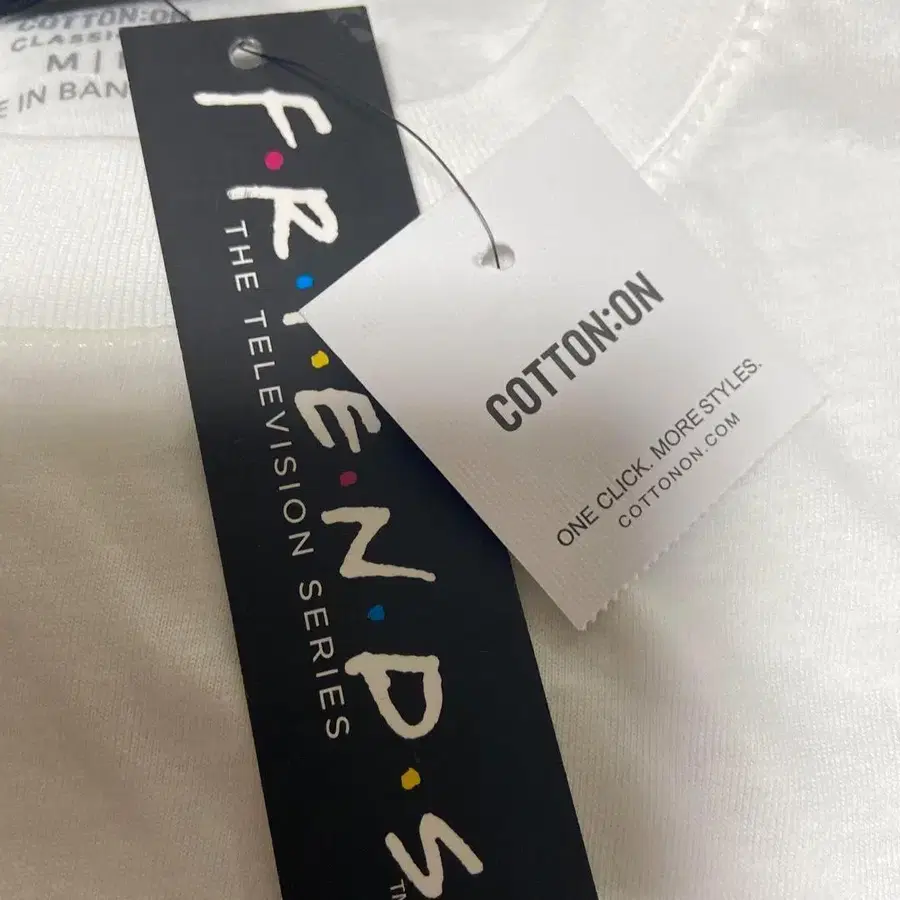 COTTON:ON
CLASSI
M |
E IN BAN
F•R•I•E•N•D•S
THE TELEVISION SERIES
TM
COTTON:ON
ONE CLICK. MORE STYLES.
COTTONON.COM